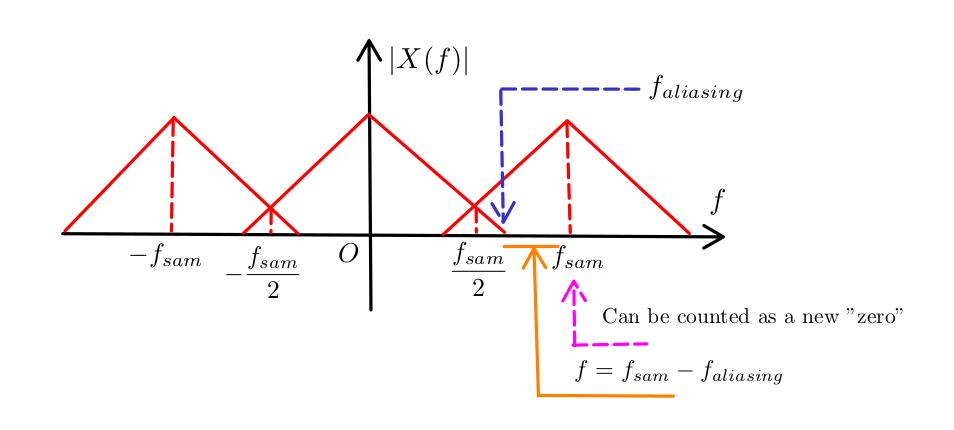 |X(f)|
f_{aliasing}
f
-f_{sam}
-\frac{f_{sam}}{2}
O
\frac{f_{sam}}{2}
f_{sam}
Can be counted as a new "zero"
f = f_{sam} - f_{aliasing}